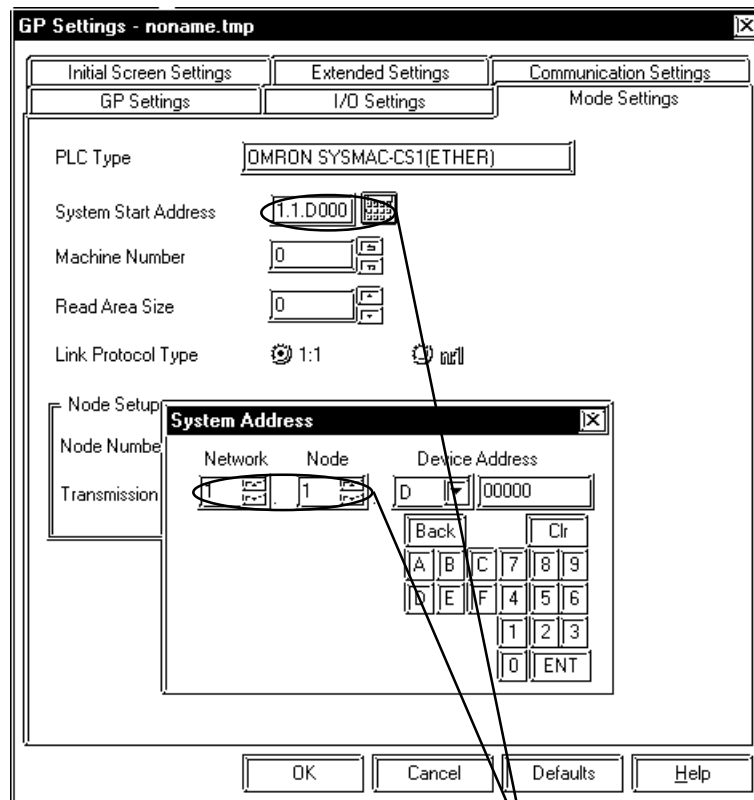 GP Settings - noname.tmp
Initial Screen Settings Extended Settings Communication Settings
GP Settings I/O Settings Mode Settings
PLC Type OMRON SYSMAC-CS1(ETHER)
System Start Address 1.1.D000
Machine Number 0
Read Area Size 0
Link Protocol Type 1:1
Node Setup
System Address
Node Numbe
Network Node Device Address
Transmission
1 . 1 . D 00000
Back Clr
A B C 7 8 9
D E F 4 5 6
1 2 3
0 ENT
OK Cancel Defaults Help